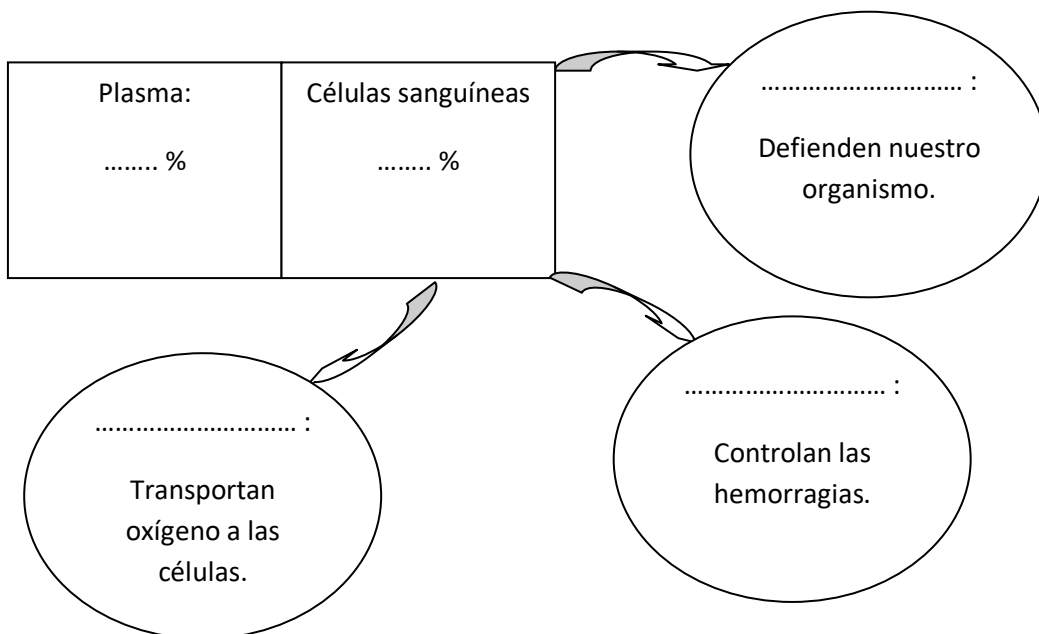 Plasma:
…….. %
Células sanguíneas
…….. %
………………………… :
Defienden nuestro
organismo.
………………………… :
Transportan
oxígeno a las
células.
………………………… :
Controlan las
hemorragias.